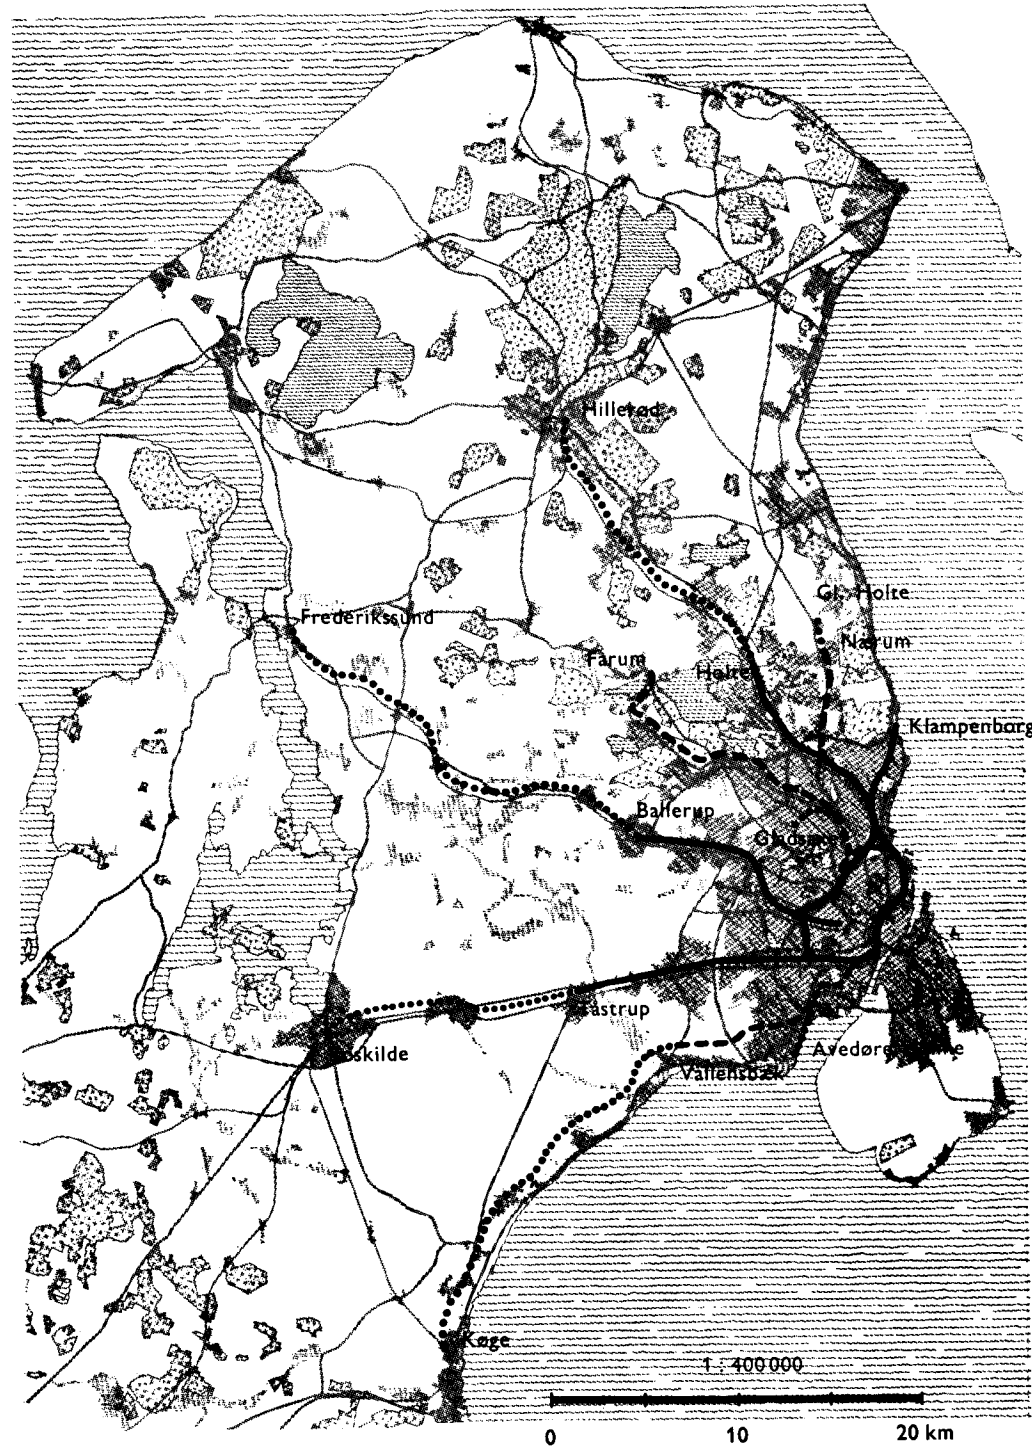 Hillerød
Gl. Holte
Frederikssund
Nærum
Farum
Holte
Klampenborg
Ballerup
Tåstrup
Roskilde
Vallensbæk
Køge
1 : 400 000
0 10 20 km